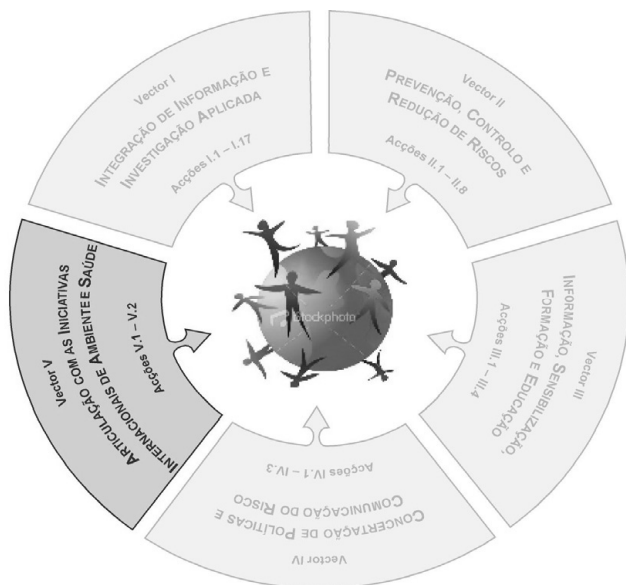 Vector I
INTEGRAÇÃO DE INFORMAÇÃO E
INVESTIGAÇÃO APLICADA
Acções I.1 – I.17
Vector II
PREVENÇÃO, CONTROLO E
REDUÇÃO DE RISCOS
Acções II.1 – II.8
Vector III
INFORMAÇÃO, SENSIBILIZAÇÃO,
FORMAÇÃO E EDUCAÇÃO
Acções III.1 – III.4
Vector IV
CONCERTAÇÃO DE POLÍTICAS E
COMUNICAÇÃO DO RISCO
Acções IV.1 – IV.3
Vector V
ARTICULAÇÃO COM AS INICIATIVAS
INTERNACIONAIS DE AMBIENTE E SAÚDE
Acções V.1 – V.2
iStockphoto